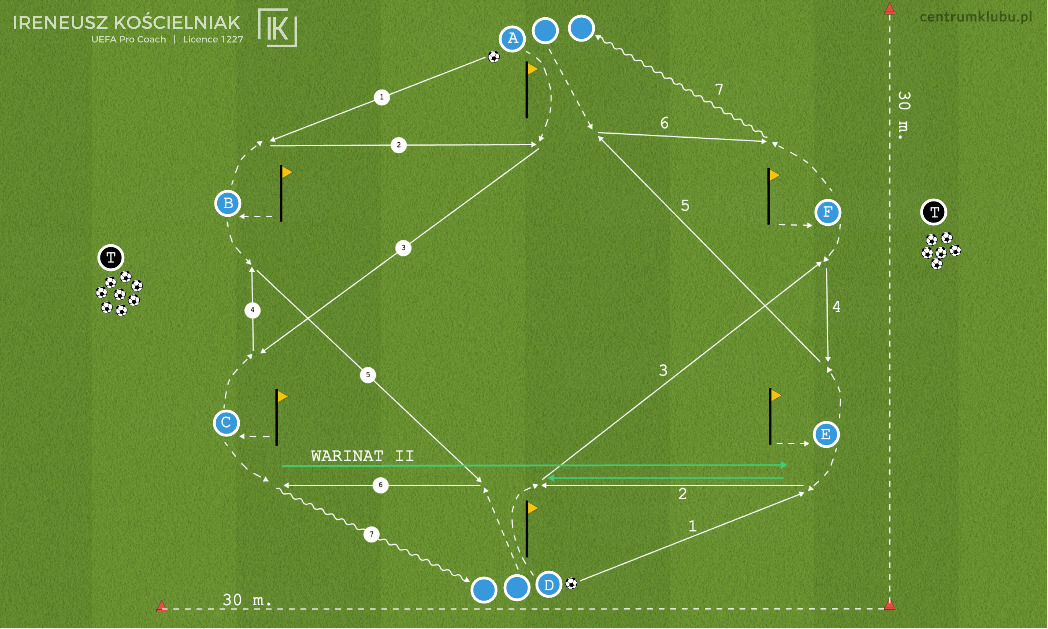 IRENEUSZ KOŚCIELNIAK
UEFA Pro Coach | Licence 1227
IK
centrumklubu.pl
A
1
2
7
6
30 m.
B
F
T
T
5
3
4
4
3
5
C
E
WARINAT II
6
2
1
7
D
30 m.